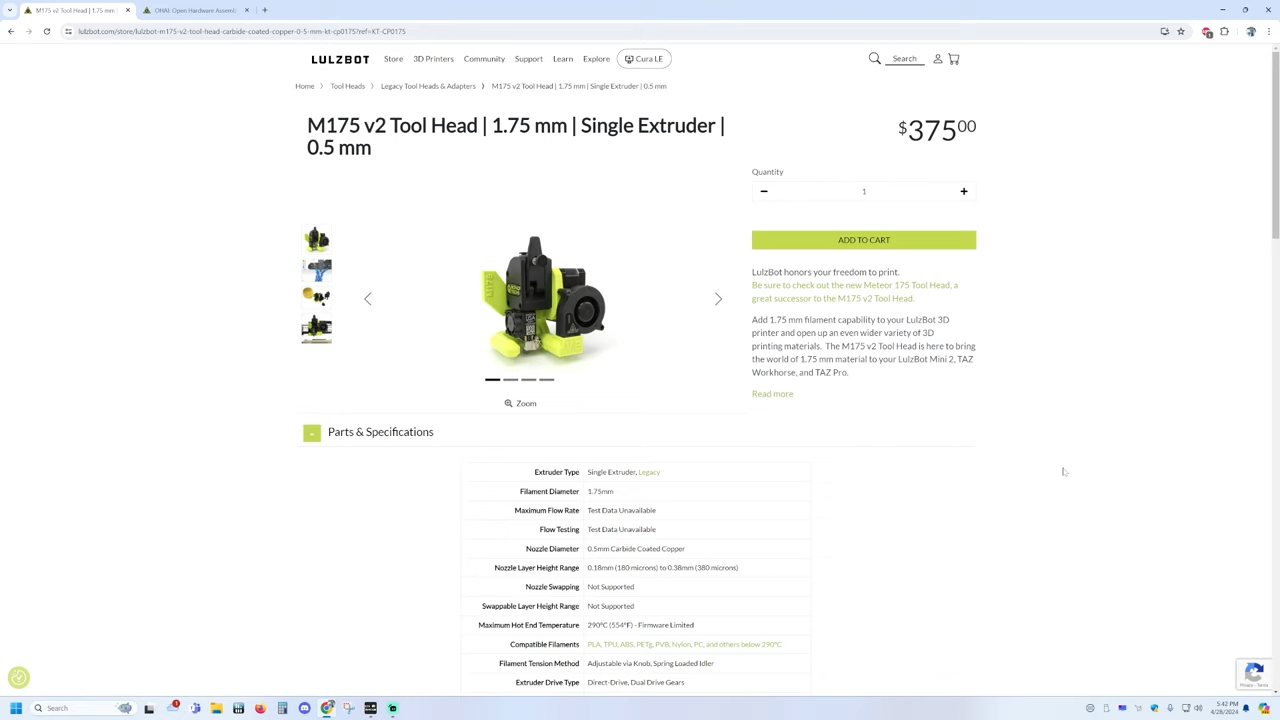 M175 v2 Tool Head | 1.75 mm |
OHAI: Open Hardware Assembl
lulzbot.com/store/lulzbot-m175-v2-tool-head-carbide-coated-copper-0-5-mm-kt-cp0175?ref=KT-CP0175
LULZBOT Store 3D Printers Community Support Learn Explore Cura LE Search
Home Tool Heads Legacy Tool Heads & Adapters M175 v2 Tool Head | 1.75 mm | Single Extruder | 0.5 mm
M175 v2 Tool Head | 1.75 mm | Single Extruder |
0.5 mm
$375.00
Quantity
1
ADD TO CART
LulzBot honors your freedom to print.
Be sure to check out the new Meteor 175 Tool Head, a
great successor to the M175 v2 Tool Head.
Add 1.75 mm filament capability to your LulzBot 3D
printer and open up an even wider variety of 3D
printing materials. The M175 v2 Tool Head is here to bring
the world of 1.75 mm material to your LulzBot Mini 2, TAZ
Workhorse, and TAZ Pro.
Read more
Zoom
Parts & Specifications
Extruder Type Single Extruder, Legacy
Filament Diameter 1.75mm
Maximum Flow Rate Test Data Unavailable
Flow Testing Test Data Unavailable
Nozzle Diameter 0.5mm Carbide Coated Copper
Nozzle Layer Height Range 0.18mm (180 microns) to 0.38mm (380 microns)
Nozzle Swapping Not Supported
Swappable Layer Height Range Not Supported
Maximum Hot End Temperature 290°C (554°F) - Firmware Limited
Compatible Filaments PLA, TPU, ABS, PETg, PVB, Nylon, PC, and others below 290°C
Filament Tension Method Adjustable via Knob, Spring Loaded Idler
Extruder Drive Type Direct-Drive, Dual Drive Gears
Privacy - Terms
Search
5:42 PM
4/28/2024